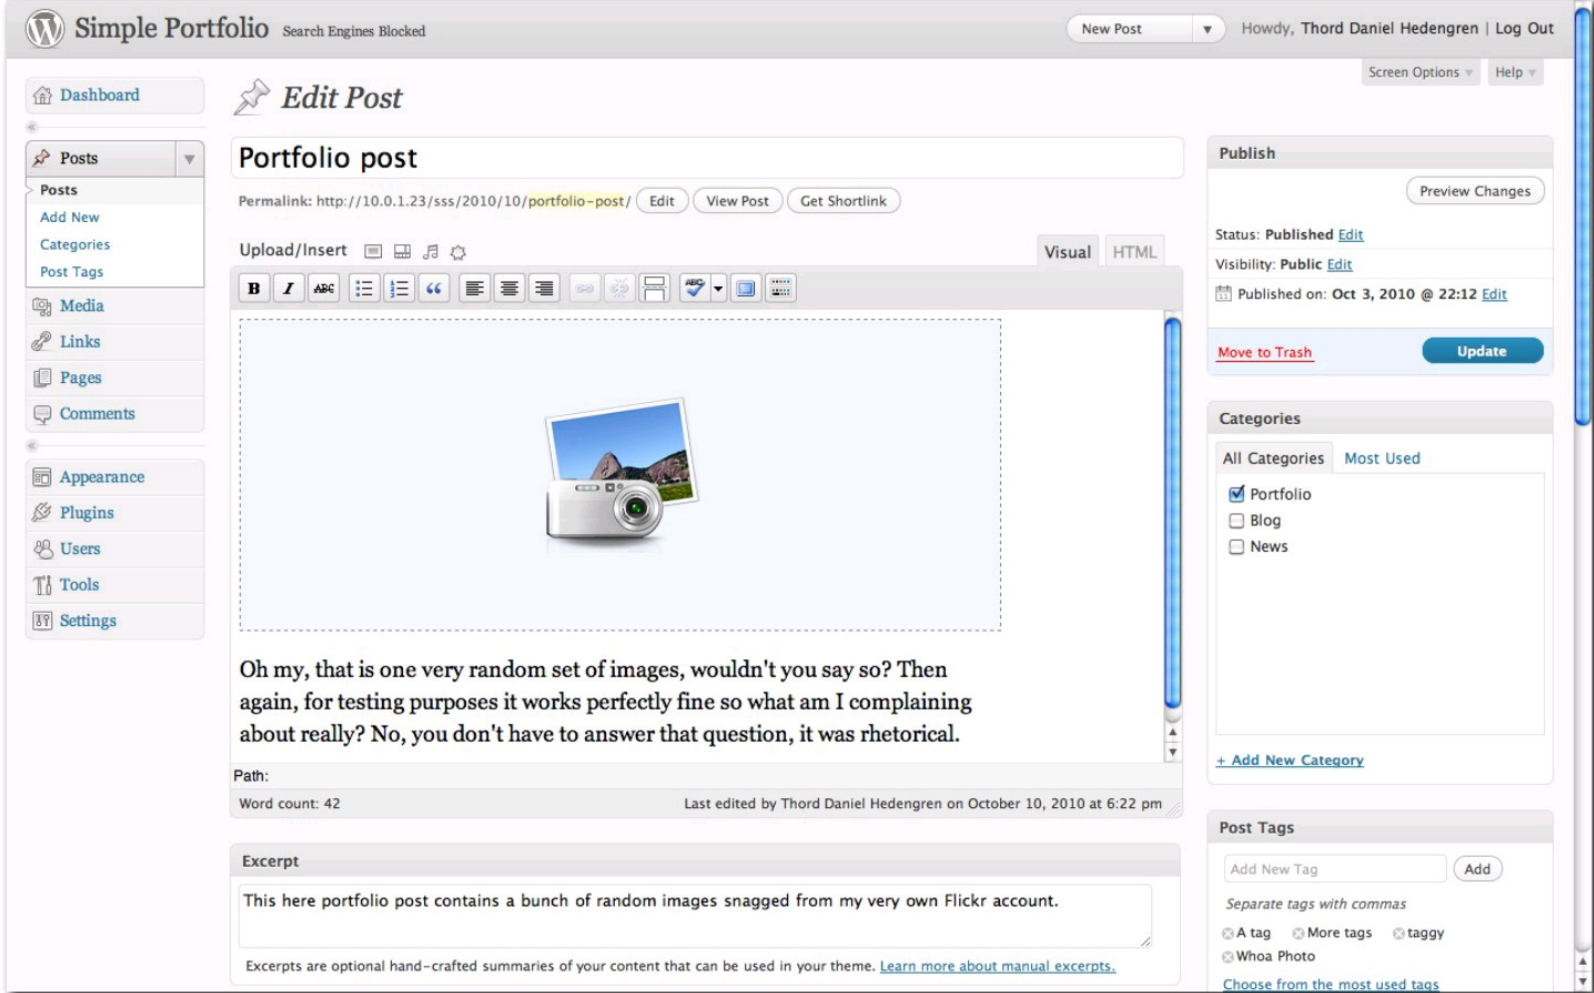 Simple Portfolio Search Engines Blocked
New Post
Howdy, Thord Daniel Hedengren | Log Out
Screen Options
Help
Dashboard
Posts
Posts
Add New
Categories
Post Tags
Media
Links
Pages
Comments
Appearance
Plugins
Users
Tools
Settings
Edit Post
Portfolio post
Permalink: http://10.0.1.23/sss/2010/10/portfolio-post/ Edit View Post Get Shortlink
Upload/Insert
Visual HTML
B I ABC
ABC
Oh my, that is one very random set of images, wouldn't you say so? Then
again, for testing purposes it works perfectly fine so what am I complaining
about really? No, you don't have to answer that question, it was rhetorical.
Path:
Word count: 42
Last edited by Thord Daniel Hedengren on October 10, 2010 at 6:22 pm
Excerpt
This here portfolio post contains a bunch of random images snagged from my very own Flickr account.
Excerpts are optional hand-crafted summaries of your content that can be used in your theme. Learn more about manual excerpts.
Publish
Preview Changes
Status: Published Edit
Visibility: Public Edit
Published on: Oct 3, 2010 @ 22:12 Edit
Move to Trash
Update
Categories
All Categories Most Used
Portfolio
Blog
News
+ Add New Category
Post Tags
Add New Tag Add
Separate tags with commas
A tag More tags taggy
Whoa Photo
Choose from the most used tags